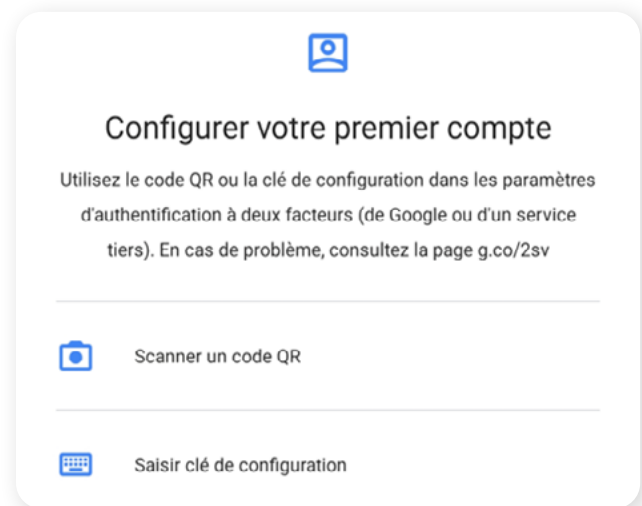 Configurer votre premier compte
Utilisez le code QR ou la clé de configuration dans les paramètres
d'authentification à deux facteurs (de Google ou d'un service
tiers). En cas de problème, consultez la page g.co/2sv
Scanner un code QR
Saisir clé de configuration